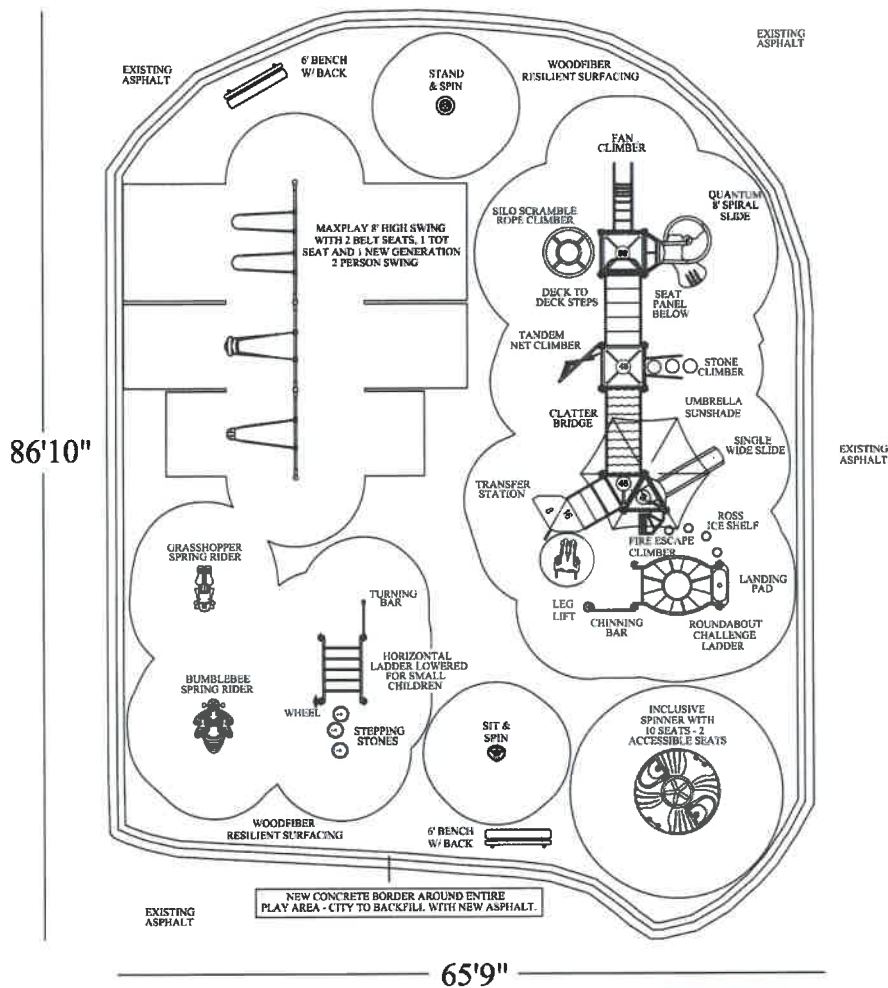 EXISTING
ASPHALT
EXISTING
ASPHALT
6' BENCH
W/ BACK
STAND
& SPIN
WOODFIBER
RESILIENT SURFACING
FAN
CLIMBER
QUANTUM
8' SPIRAL
SLIDE
SILO SCRAMBLE
ROPE CLIMBER
MAXPLAY 8' HIGH SWING
WITH 2 BELT SEATS, 1 TOT
SEAT AND 1 NEW GENERATION
2 PERSON SWING
DECK TO
DECK STEPS
SEAT
PANEL
BELOW
TANDEM
NET CLIMBER
STONE
CLIMBER
48
CLATTER
BRIDGE
UMBRELLA
SUNSHADE
SINGLE
WIDE SLIDE
86'10"
EXISTING
ASPHALT
TRANSFER
STATION
48
8
16
ROSS
ICE SHELF
FIRE ESCAPE
CLIMBER
GRASSHOPPER
SPRING RIDER
TURNING
BAR
LANDING
PAD
LEG
LIFT
CHINNING
BAR
ROUNDABOUT
CHALLENGE
LADDER
HORIZONTAL
LADDER LOWERED
FOR SMALL
CHILDREN
BUMBLEBEE
SPRING RIDER
WHEEL
STEPPING
STONES
SIT &
SPIN
INCLUSIVE
SPINNER WITH
10 SEATS - 2
ACCESSIBLE SEATS
WOODFIBER
RESILIENT SURFACING
6' BENCH
W/ BACK
NEW CONCRETE BORDER AROUND ENTIRE
PLAY AREA - CITY TO BACKFILL WITH NEW ASPHALT.
EXISTING
ASPHALT
65'9"